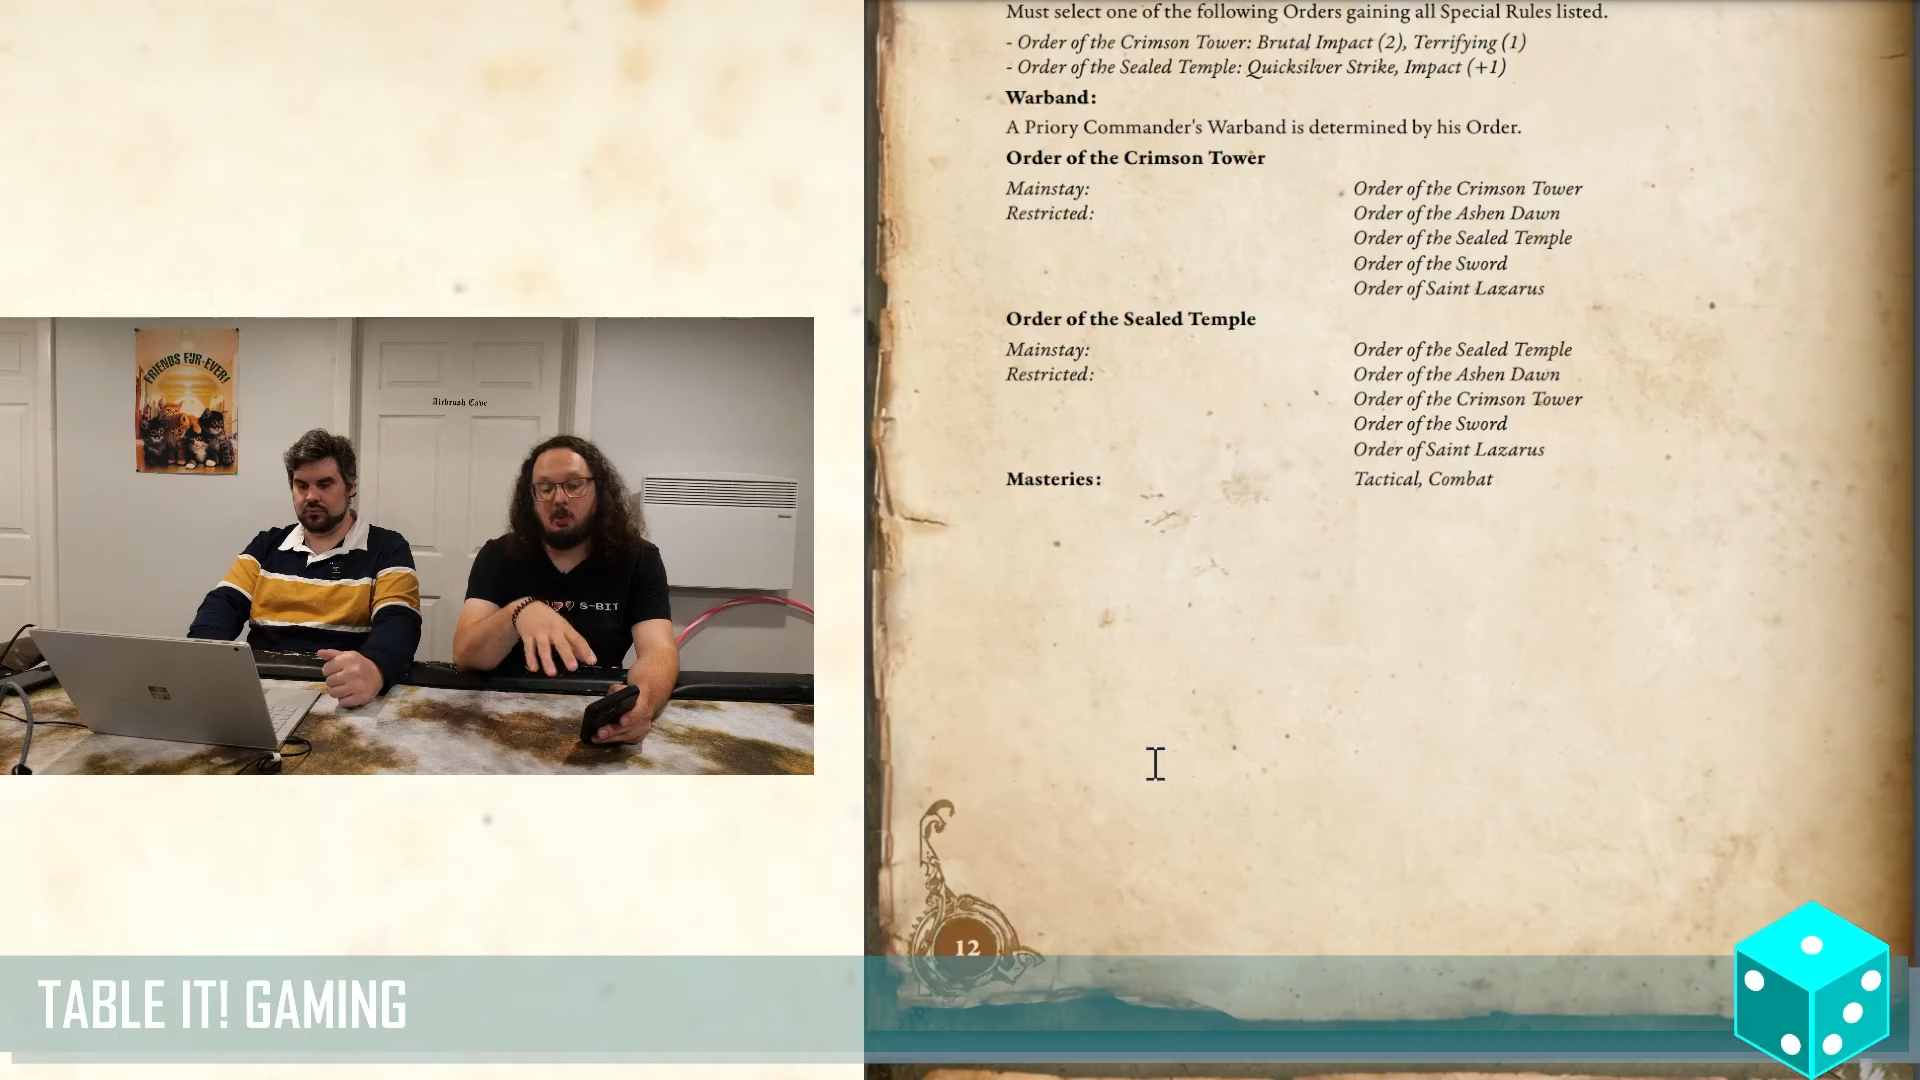 Must select one of the following Orders gaining all Special Rules listed.
- Order of the Crimson Tower: Brutal Impact (2), Terrifying (1)
- Order of the Sealed Temple: Quicksilver Strike, Impact (+1)
Warband:
A Priory Commander's Warband is determined by his Order.
Order of the Crimson Tower
Mainstay: Order of the Crimson Tower
Restricted: Order of the Ashen Dawn
Order of the Sealed Temple
Order of the Sword
Order of Saint Lazarus
Order of the Sealed Temple
Mainstay: Order of the Sealed Temple
Restricted: Order of the Ashen Dawn
Order of the Crimson Tower
Order of the Sword
Order of Saint Lazarus
Masteries: Tactical, Combat
12
FRIENDS FUR-EVER!
Airbrush Cave
8-BIT
TABLE IT! GAMING